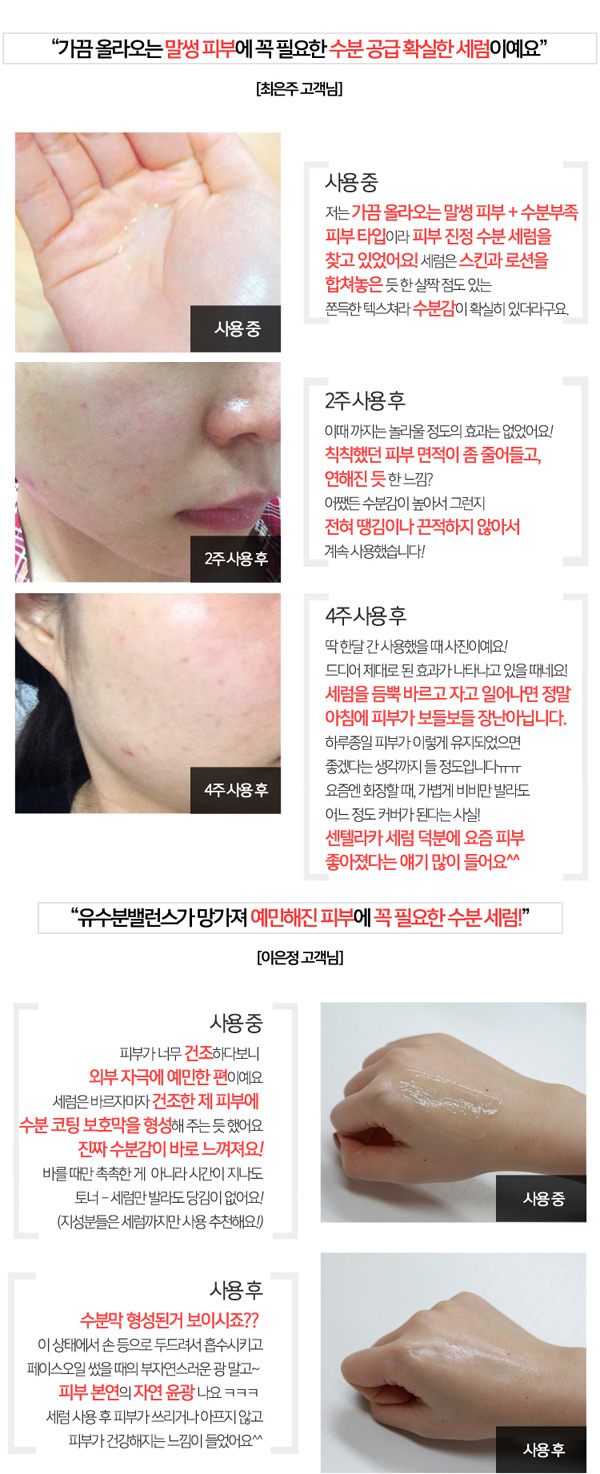 “가끔 올라오는 말썽 피부에 꼭 필요한 수분 공급 확실한 세럼이예요”
[최은주 고객님]
사용 중
사용 중
저는 가끔 올라오는 말썽 피부 + 수분부족
피부 타입이라 피부 진정 수분 세럼을
찾고 있었어요! 세럼은 스킨과 로션을
합쳐놓은 듯 한 살짝 점도 있는
쫀득한 텍스쳐라 수분감이 확실히 있더라구요.
2주 사용 후
2주 사용 후
이때 까지는 놀라울 정도의 효과는 없었어요!
칙칙했던 피부 면적이 좀 줄어들고,
연해진 듯 한 느낌?
어쨌든 수분감이 높아서 그런지
전혀 땡김이나 끈적하지 않아서
계속 사용했습니다!
4주 사용 후
4주 사용 후
딱 한달 간 사용했을 때 사진이예요!
드디어 제대로 된 효과가 나타나고 있을 때네요!
세럼을 듬뿍 바르고 자고 일어나면 정말
아침에 피부가 보들보들 장난아닙니다.
하루종일 피부가 이렇게 유지되었으면
좋겠다는 생각까지 들 정도입니다ㅠㅠ
요즘엔 화장할 때, 가볍게 비비만 발라도
어느 정도 커버가 된다는 사실!
센텔라카 세럼 덕분에 요즘 피부
좋아졌다는 얘기 많이 들어요^^
“유수분밸런스가 망가져 예민해진 피부에 꼭 필요한 수분 세럼!”
[이은정 고객님]
사용 중
피부가 너무 건조하다보니
외부 자극에 예민한 편이예요
세럼은 바르자마자 건조한 제 피부에
수분 코팅 보호막을 형성해 주는 듯 했어요
진짜 수분감이 바로 느껴져요!
바를 때만 촉촉한 게 아니라 시간이 지나도
토너 – 세럼만 발라도 당김이 없어요!
(지성분들은 세럼까지만 사용 추천해요!)
사용 중
사용 후
수분막 형성된거 보이시죠??
이 상태에서 손 등으로 두드려서 흡수시키고
페이스오일 썼을 때의 부자연스러운 광 말고~
피부 본연의 자연 윤광 나요 ㅋㅋㅋ
세럼 사용 후 피부가 쓰리거나 아프지 않고
피부가 건강해지는 느낌이 들었어요^^
사용 후